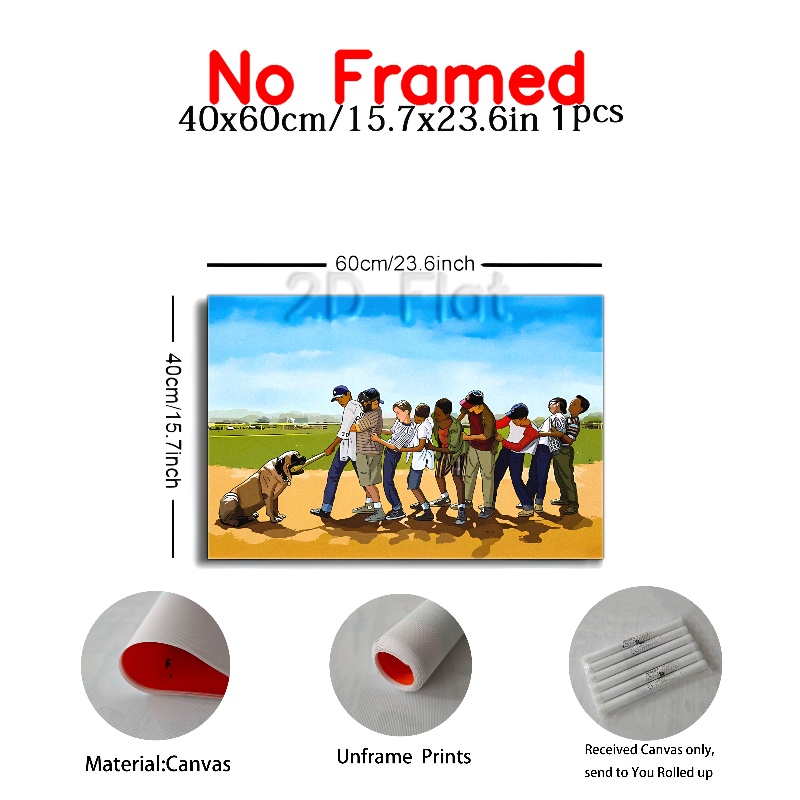 No Framed
40x60cm/15.7x23.6in 1pcs
60cm/23.6inch
2D Flat
40cm/15.7inch
Material:Canvas
Unframe Prints
Received Canvas only,
send to You Rolled up